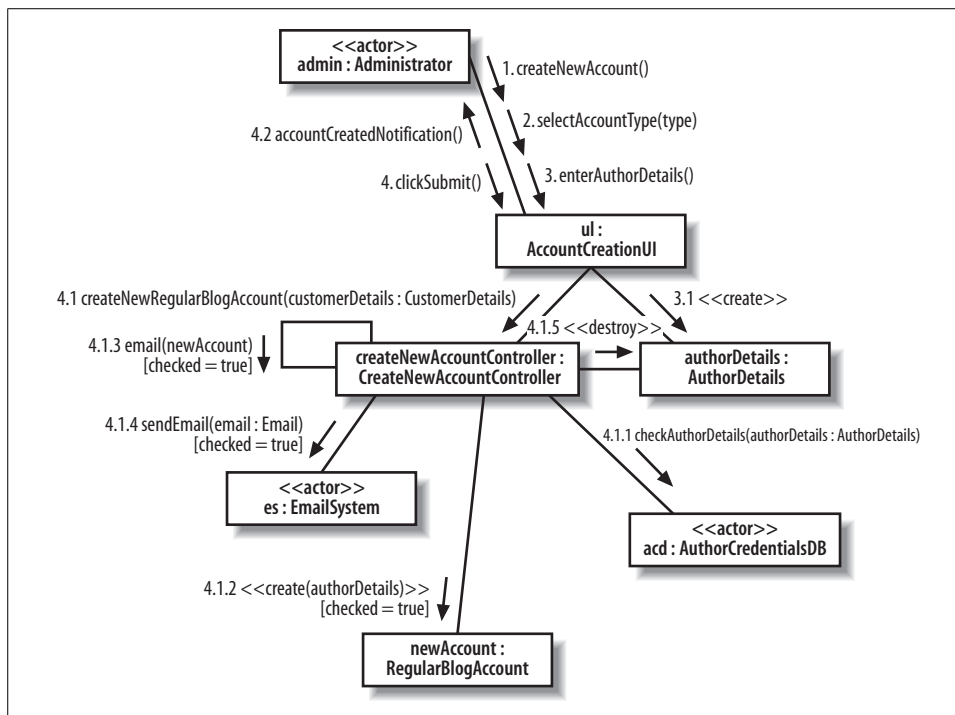 <<actor>>
admin : Administrator
1. createNewAccount()
2. selectAccountType(type)
4.2 accountCreatedNotification()
3. enterAuthorDetails()
4. clickSubmit()
ul :
AccountCreationUI
4.1 createNewRegularBlogAccount(customerDetails : CustomerDetails)
3.1 <<create>>
4.1.5 <<destroy>>
4.1.3 email(newAccount)
[checked = true]
createNewAccountController :
CreateNewAccountController
authorDetails :
AuthorDetails
4.1.4 sendEmail(email : Email)
[checked = true]
4.1.1 checkAuthorDetails(authorDetails : AuthorDetails)
<<actor>>
es : EmailSystem
<<actor>>
acd : AuthorCredentialsDB
4.1.2 <<create(authorDetails)>>
[checked = true]
newAccount :
RegularBlogAccount